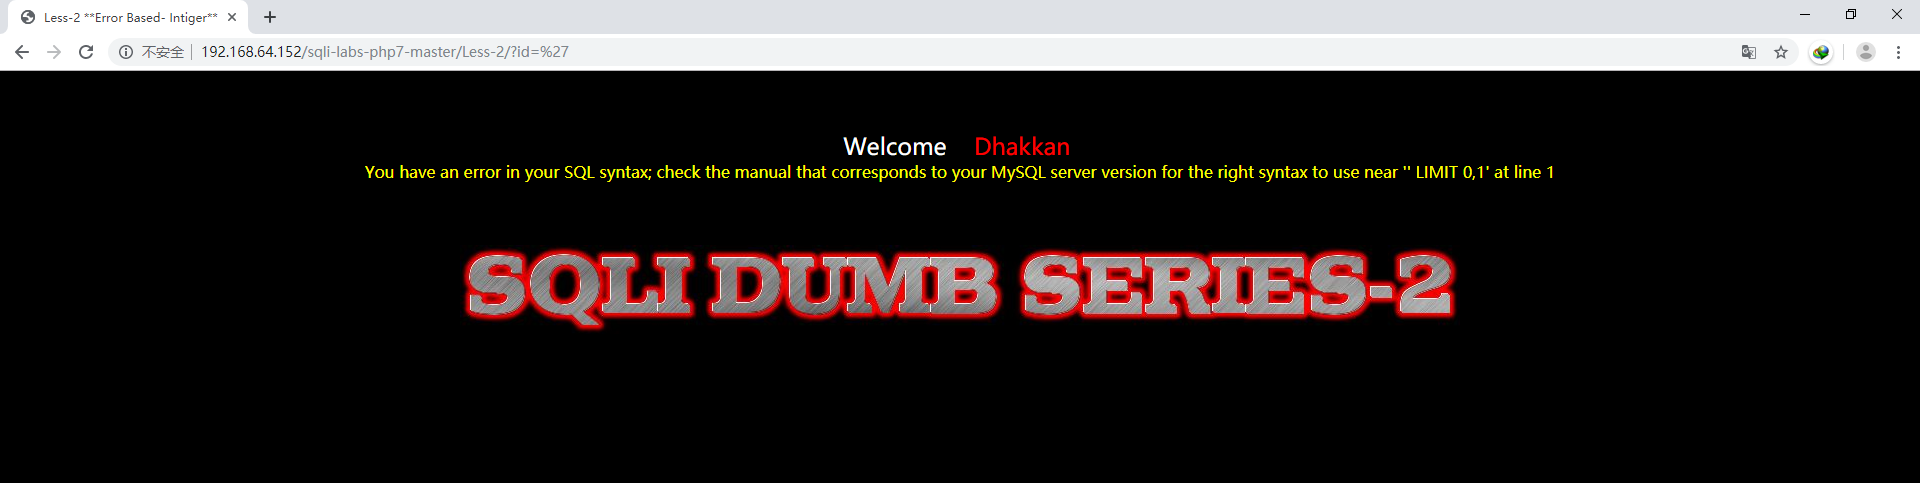 Less-2 **Error Based- Intiger**
不安全 192.168.64.152/sqli-labs-php7-master/Less-2/?id=%27
Welcome Dhakkan
You have an error in your SQL syntax; check the manual that corresponds to your MySQL server version for the right syntax to use near '' LIMIT 0,1' at line 1
SQLI DUMB SERIES-2